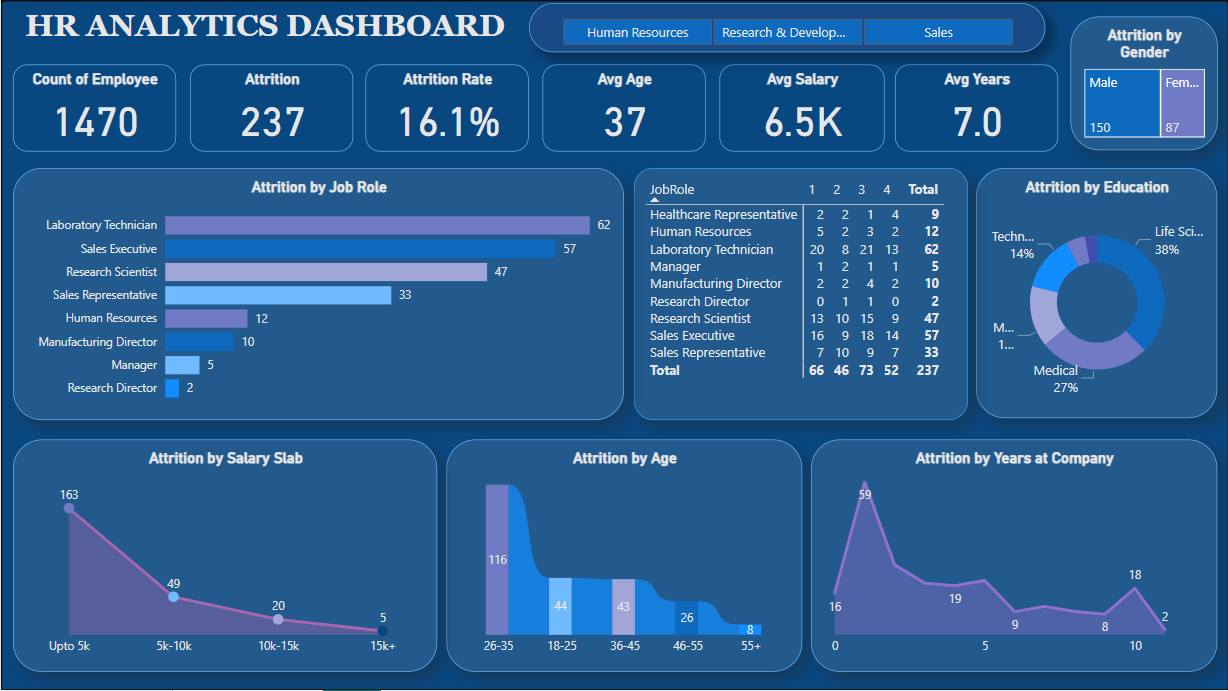 HR ANALYTICS DASHBOARD
Human Resources
Research & Develop...
Sales
Attrition by
Gender
Male
Fem...
150
87
Count of Employee
1470
Attrition
237
Attrition Rate
16.1%
Avg Age
37
Avg Salary
6.5K
Avg Years
7.0
Attrition by Job Role
Laboratory Technician 62
Sales Executive 57
Research Scientist 47
Sales Representative 33
Human Resources 12
Manufacturing Director 10
Manager 5
Research Director 2
JobRole 1 2 3 4 Total
Healthcare Representative 2 2 1 4 9
Human Resources 5 2 3 2 12
Laboratory Technician 20 8 21 13 62
Manager 1 2 1 1 5
Manufacturing Director 2 2 4 2 10
Research Director 0 1 1 0 2
Research Scientist 13 10 15 9 47
Sales Executive 16 9 18 14 57
Sales Representative 7 10 9 7 33
Total 66 46 73 52 237
Attrition by Education
Life Sci...
38%
Techn...
14%
M...
1...
Medical
27%
Attrition by Salary Slab
163
49
20
5
Upto 5k 5k-10k 10k-15k 15k+
Attrition by Age
116
44
43
26
8
26-35 18-25 36-45 46-55 55+
Attrition by Years at Company
59
16
19
9
8
18
2
0 5 10